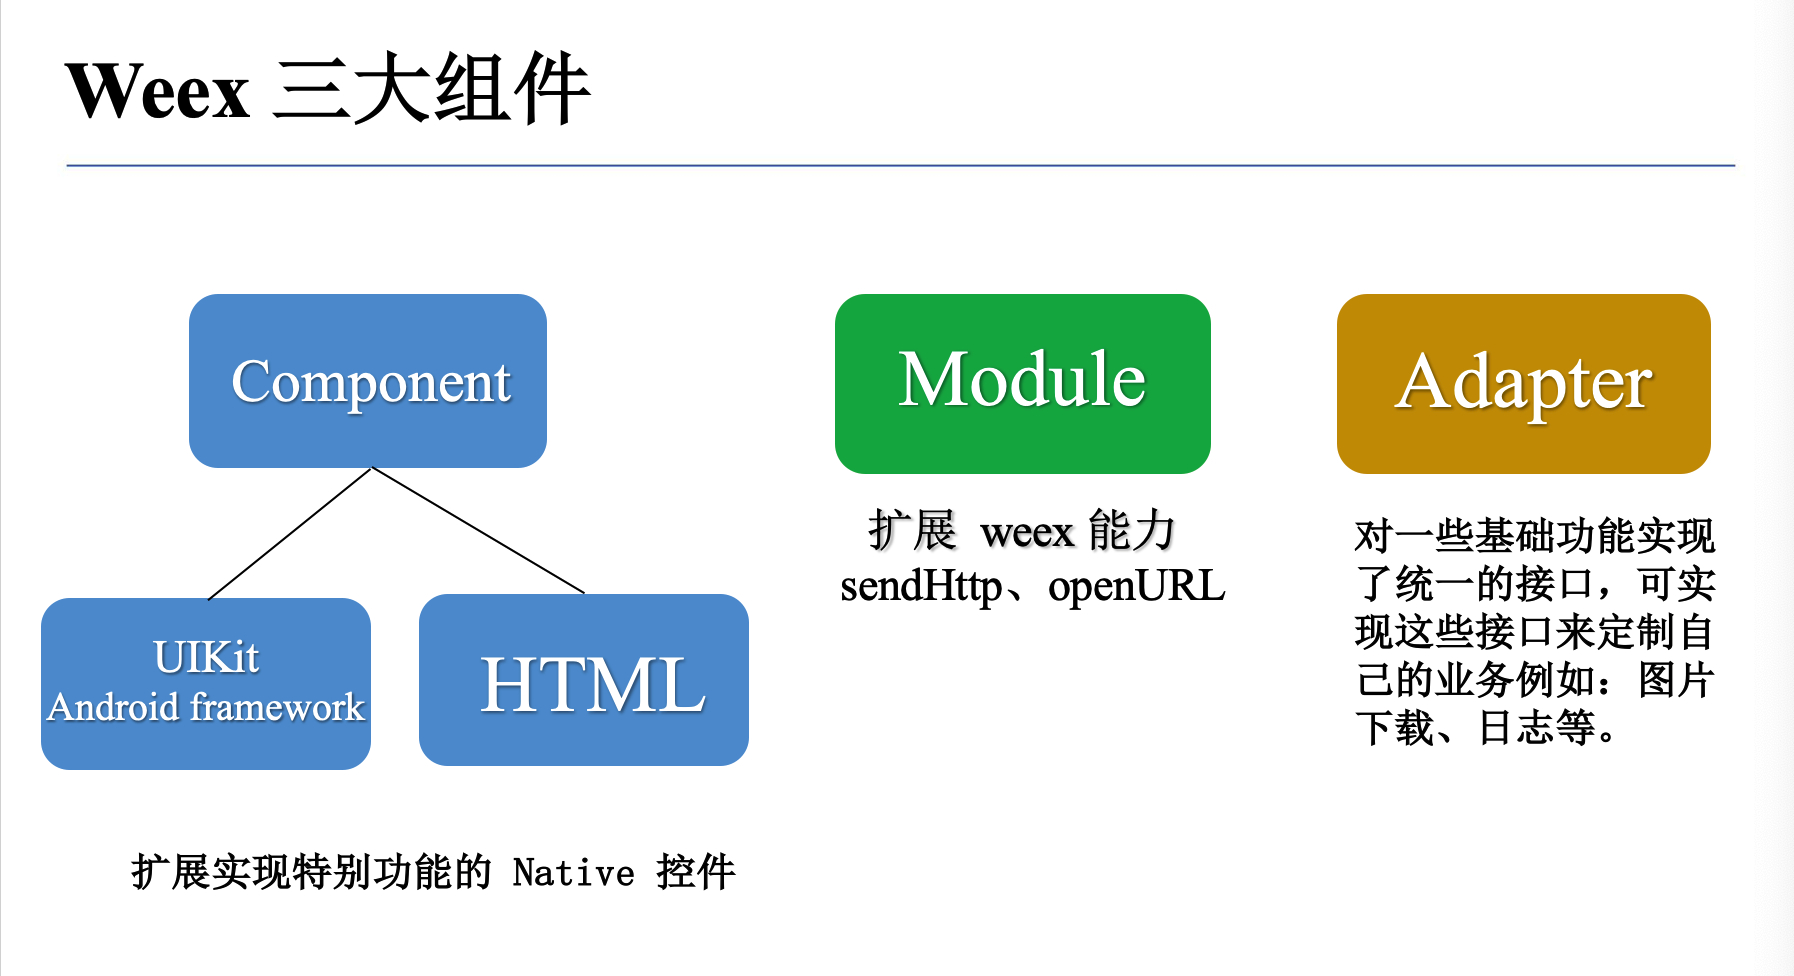 Weex 三大组件
Component
UIKit
Android framework
HTML
扩展实现特别功能的 Native 控件
Module
扩展 weex 能力
sendHttp、openURL
Adapter
对一些基础功能实现
了统一的接口，可实
现这些接口来定制自
己的业务例如：图片
下载、日志等。